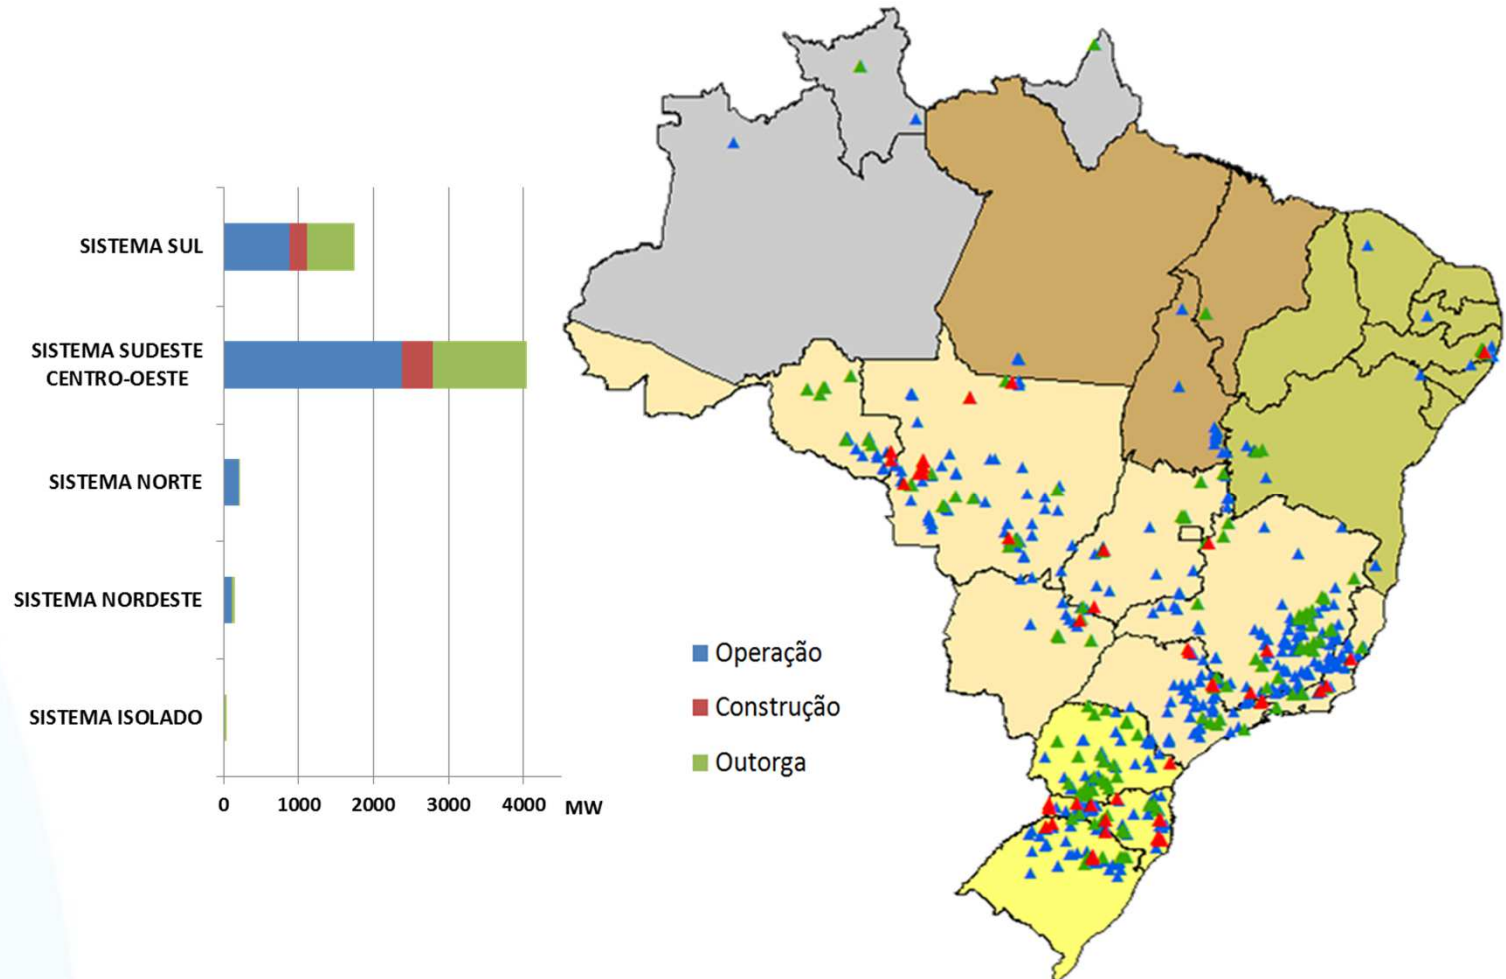 SISTEMA SUL
SISTEMA SUDESTE
CENTRO-OESTE
SISTEMA NORTE
SISTEMA NORDESTE
SISTEMA ISOLADO
0 1000 2000 3000 4000 MW
Operação
Construção
Outorga